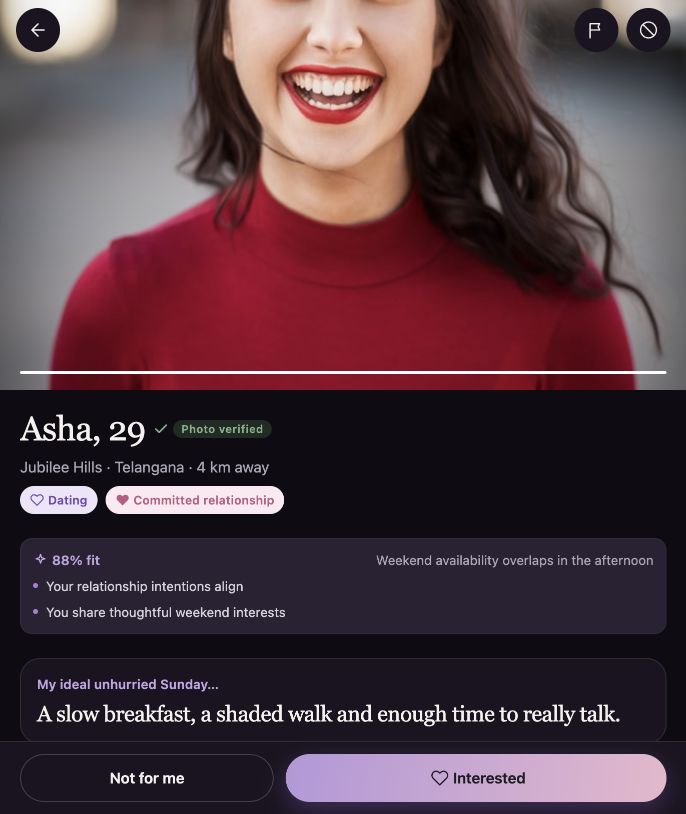 Asha, 29
Photo verified
Jubilee Hills · Telangana · 4 km away
Dating
Committed relationship
88% fit
Weekend availability overlaps in the afternoon
Your relationship intentions align
You share thoughtful weekend interests
My ideal unhurried Sunday...
A slow breakfast, a shaded walk and enough time to really talk.
Not for me
Interested